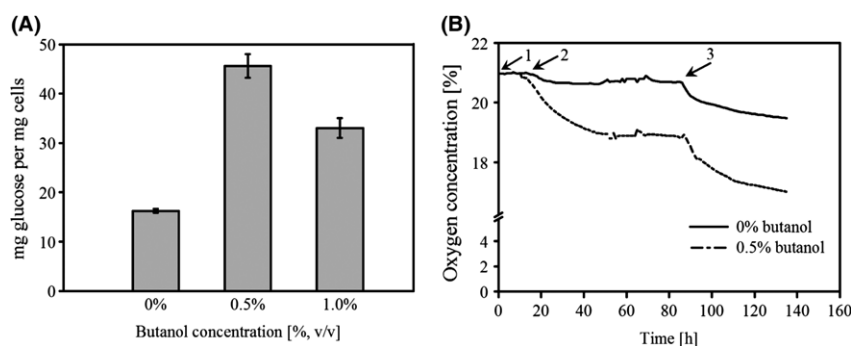 (A)
50
40
30
20
10
0
mg glucose per mg cells
0% 0.5% 1.0%
Butanol concentration [%, v/v]
(B)
22
20
18
4
2
0
Oxygen concentration [%]
1 2 3
0% butanol
0.5% butanol
0 20 40 60 80 100 120 140 160
Time [h]